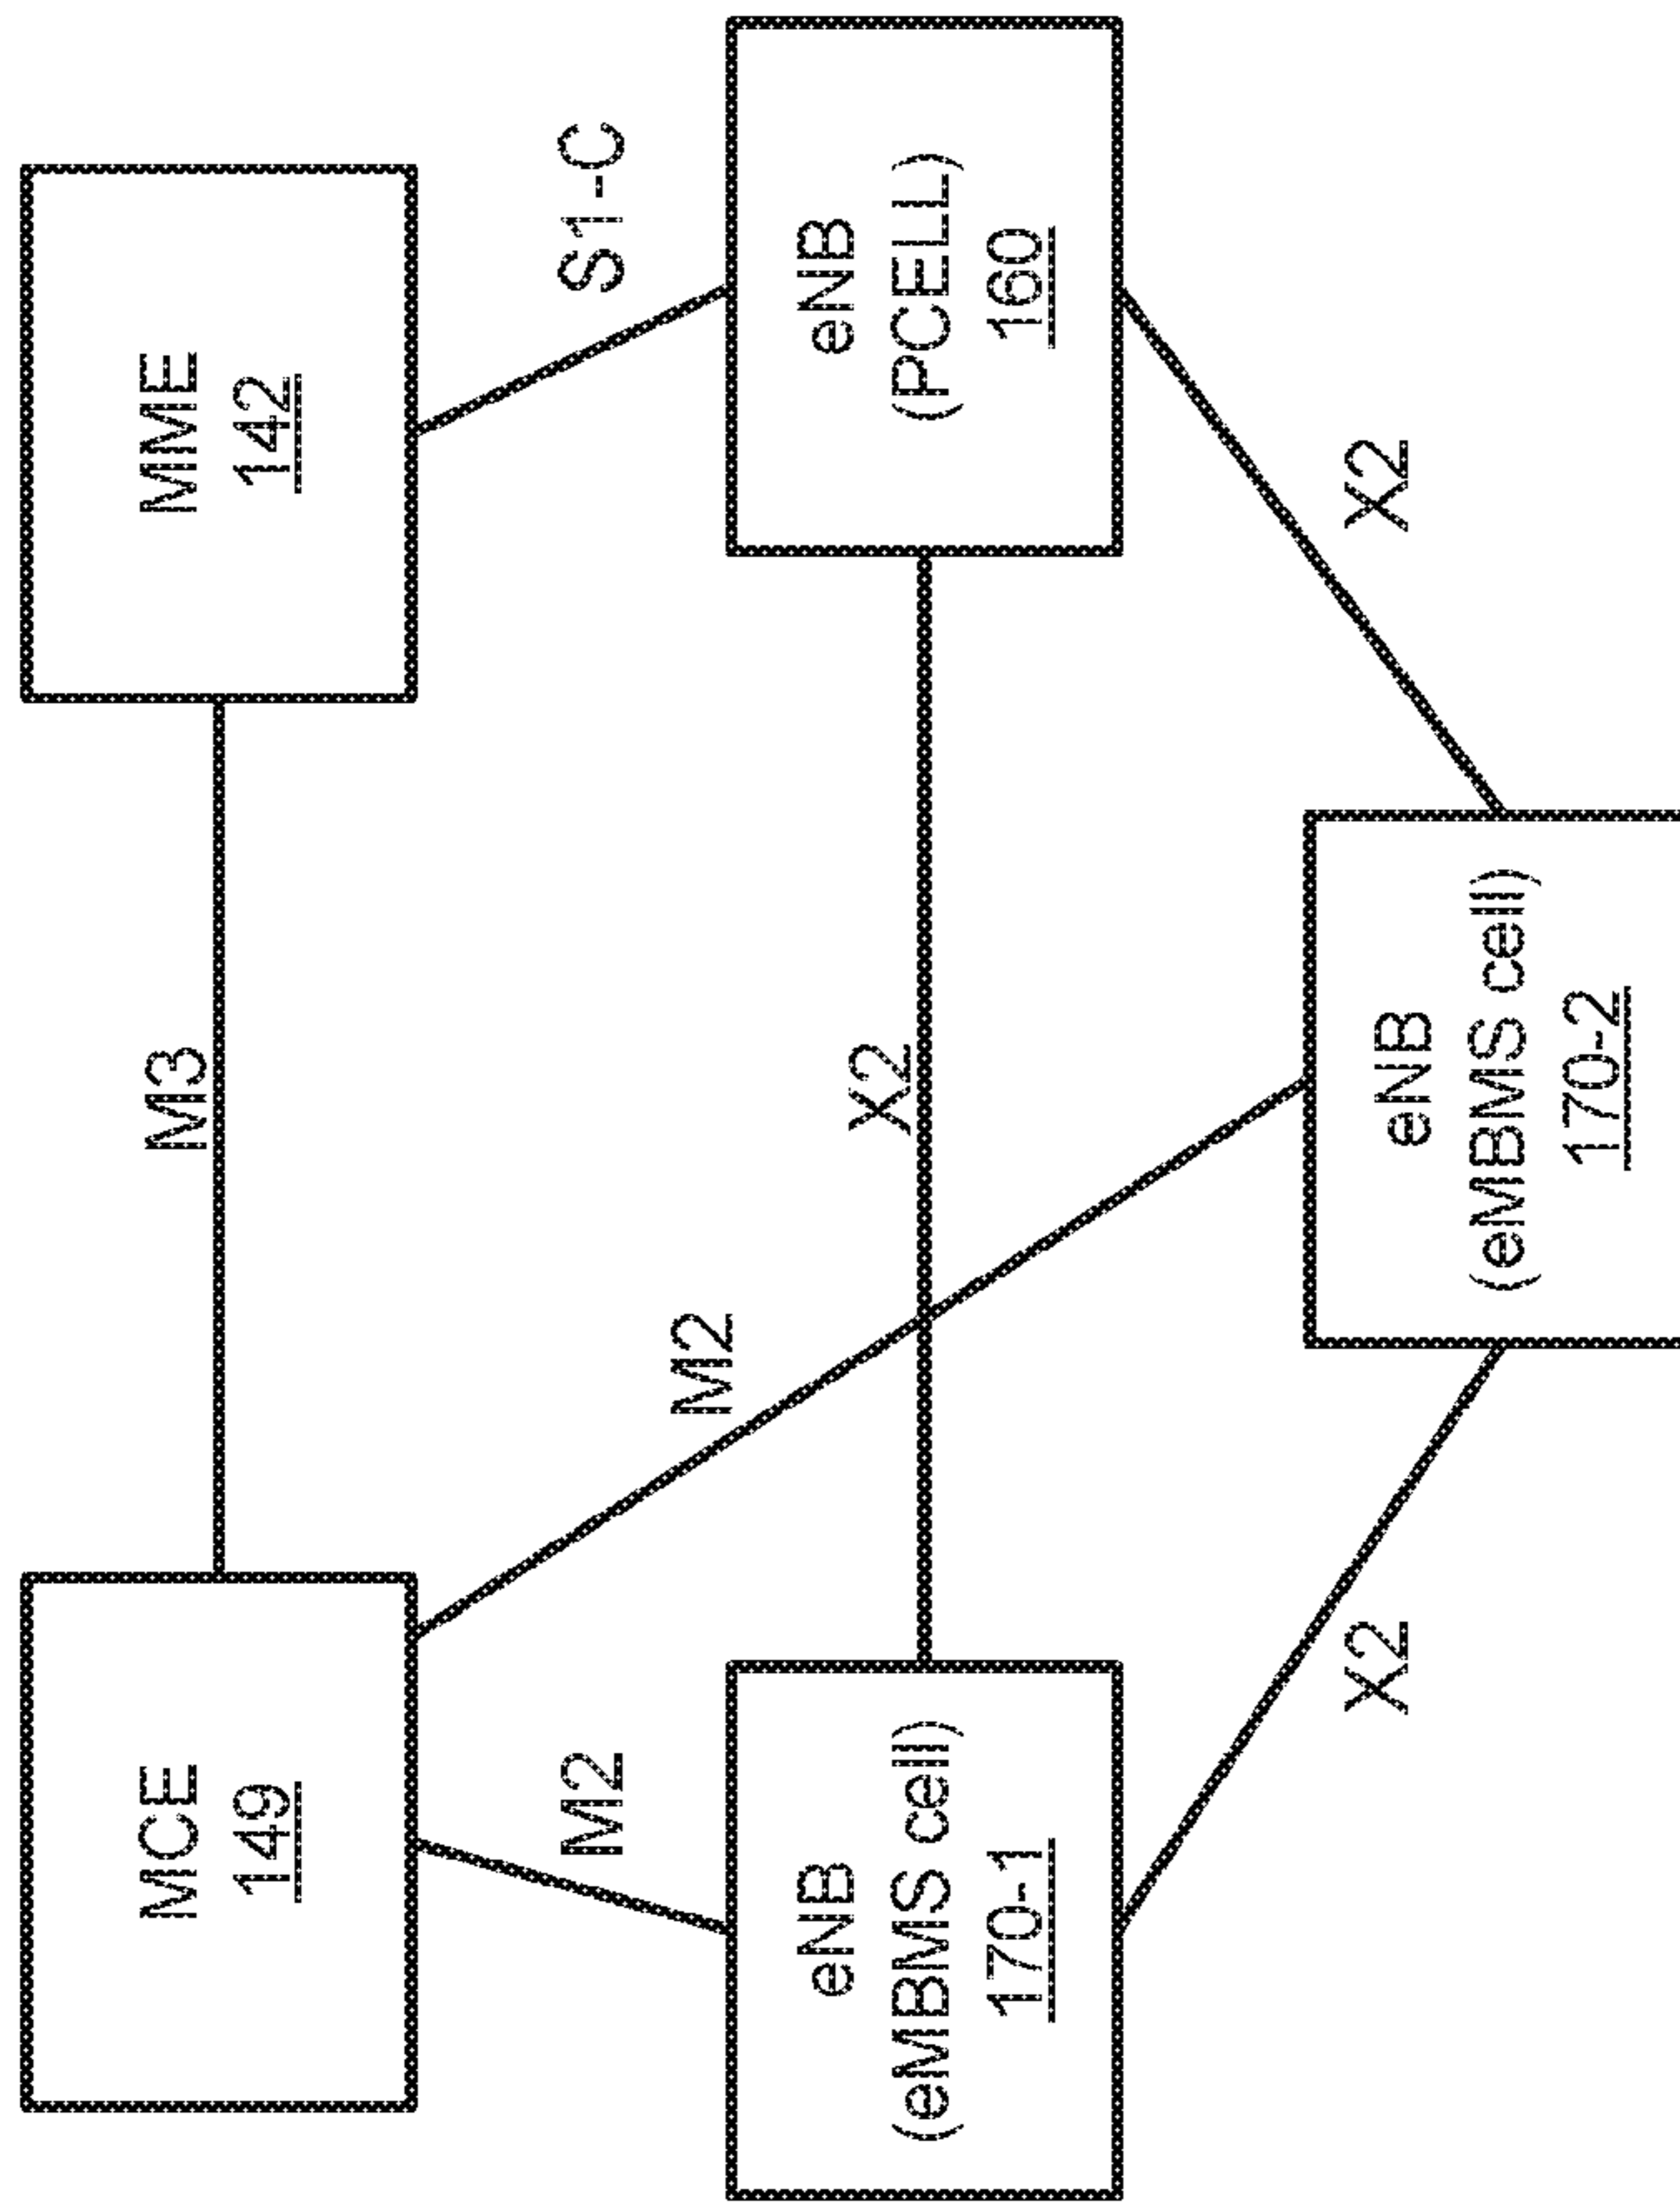 MCE
149
M3
MME
142
M2
M2
S1-C
eNB
(eMBMS cell)
170-1
X2
eNB
(PCELL)
160
X2
X2
eNB
(eMBMS cell)
170-2